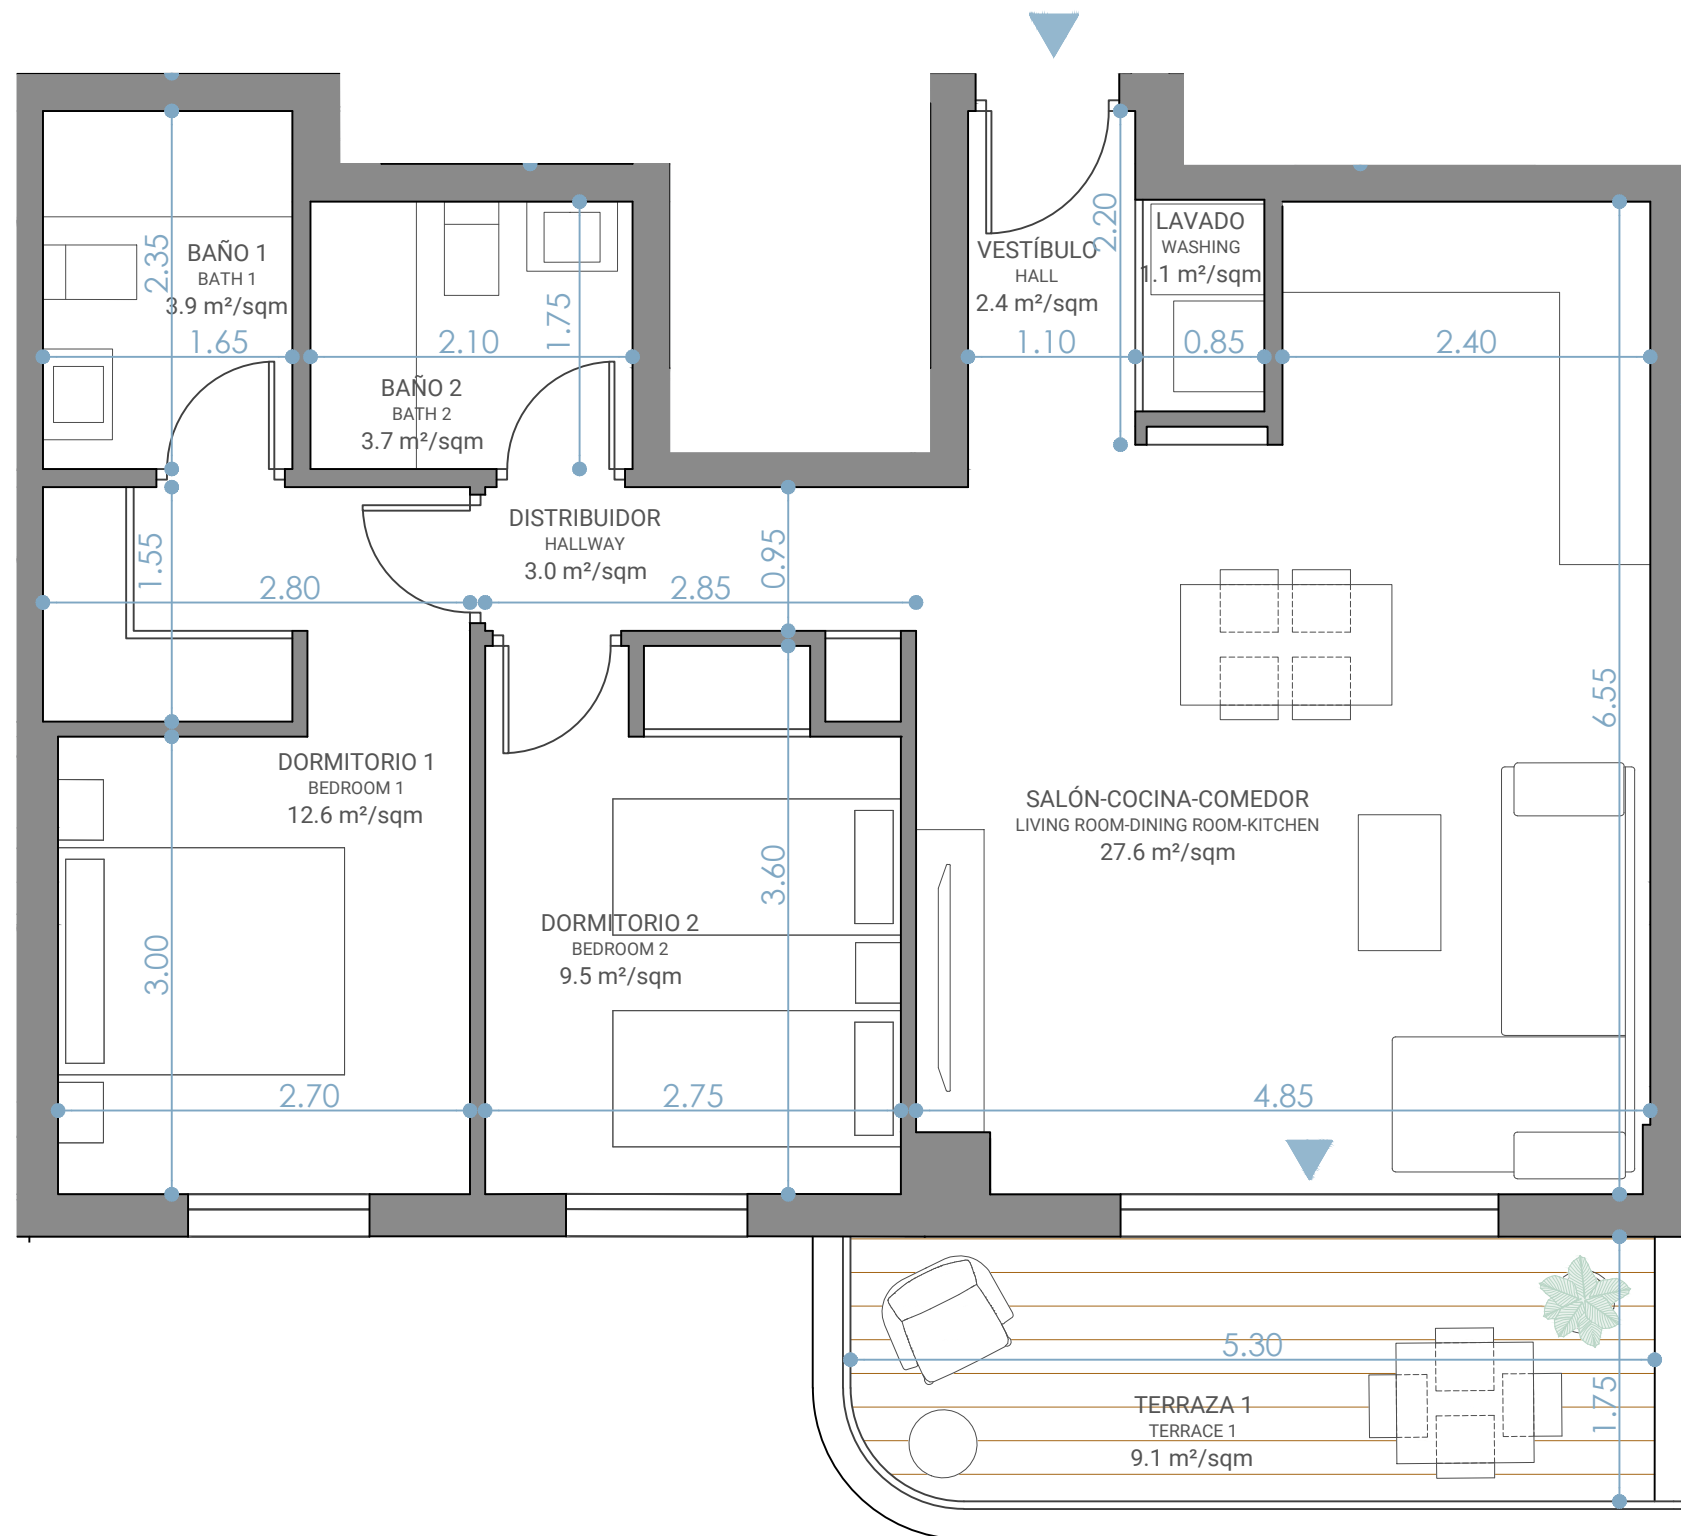 BAÑO 1
BATH 1
3.9 m²/sqm
2.35
1.65
BAÑO 2
BATH 2
3.7 m²/sqm
2.10
1.75
VESTÍBULO
HALL
2.4 m²/sqm
2.20
1.10
LAVADO
WASHING
1.1 m²/sqm
0.85
2.40
DISTRIBUIDOR
HALLWAY
3.0 m²/sqm
1.55
2.80
2.85
0.95
6.55
DORMITORIO 1
BEDROOM 1
12.6 m²/sqm
3.00
2.70
DORMITORIO 2
BEDROOM 2
9.5 m²/sqm
3.60
2.75
SALÓN-COCINA-COMEDOR
LIVING ROOM-DINING ROOM-KITCHEN
27.6 m²/sqm
4.85
5.30
TERRAZA 1
TERRACE 1
9.1 m²/sqm
1.75